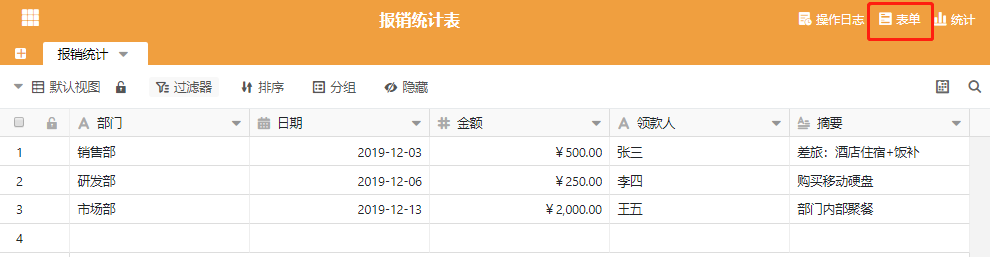 报销统计表
操作日志 表单 统计
报销统计
默认视图 过滤器 排序 分组 隐藏
部门 日期 金额 领款人 摘要
1 销售部 2019-12-03 ￥500.00 张三 差旅：酒店住宿+饭补
2 研发部 2019-12-06 ￥250.00 李四 购买移动硬盘
3 市场部 2019-12-13 ￥2,000.00 王五 部门内部聚餐
4